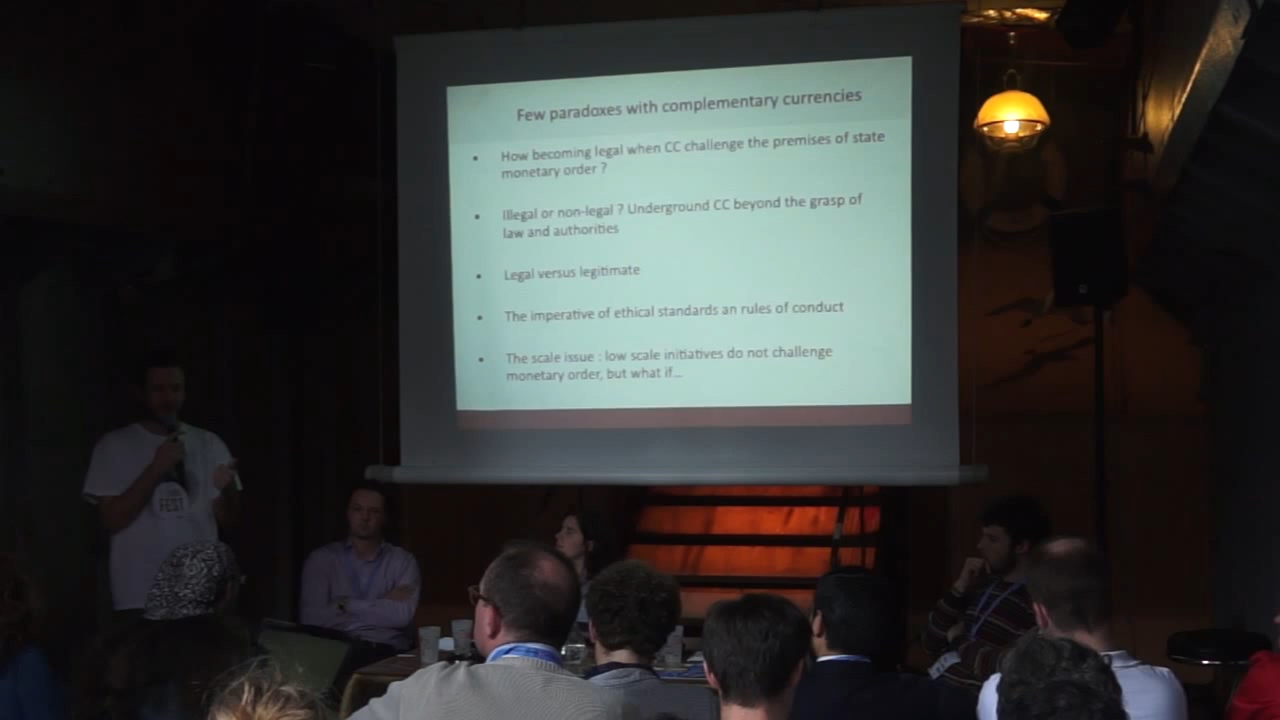 Few paradoxes with complementary currencies
• How becoming legal when CC challenge the premises of state
monetary order ?
• Illegal or non-legal ? Underground CC beyond the grasp of
law and authorities
• Legal versus legitimate
• The imperative of ethical standards an rules of conduct
• The scale issue : low scale initiatives do not challenge
monetary order, but what if...
FEST